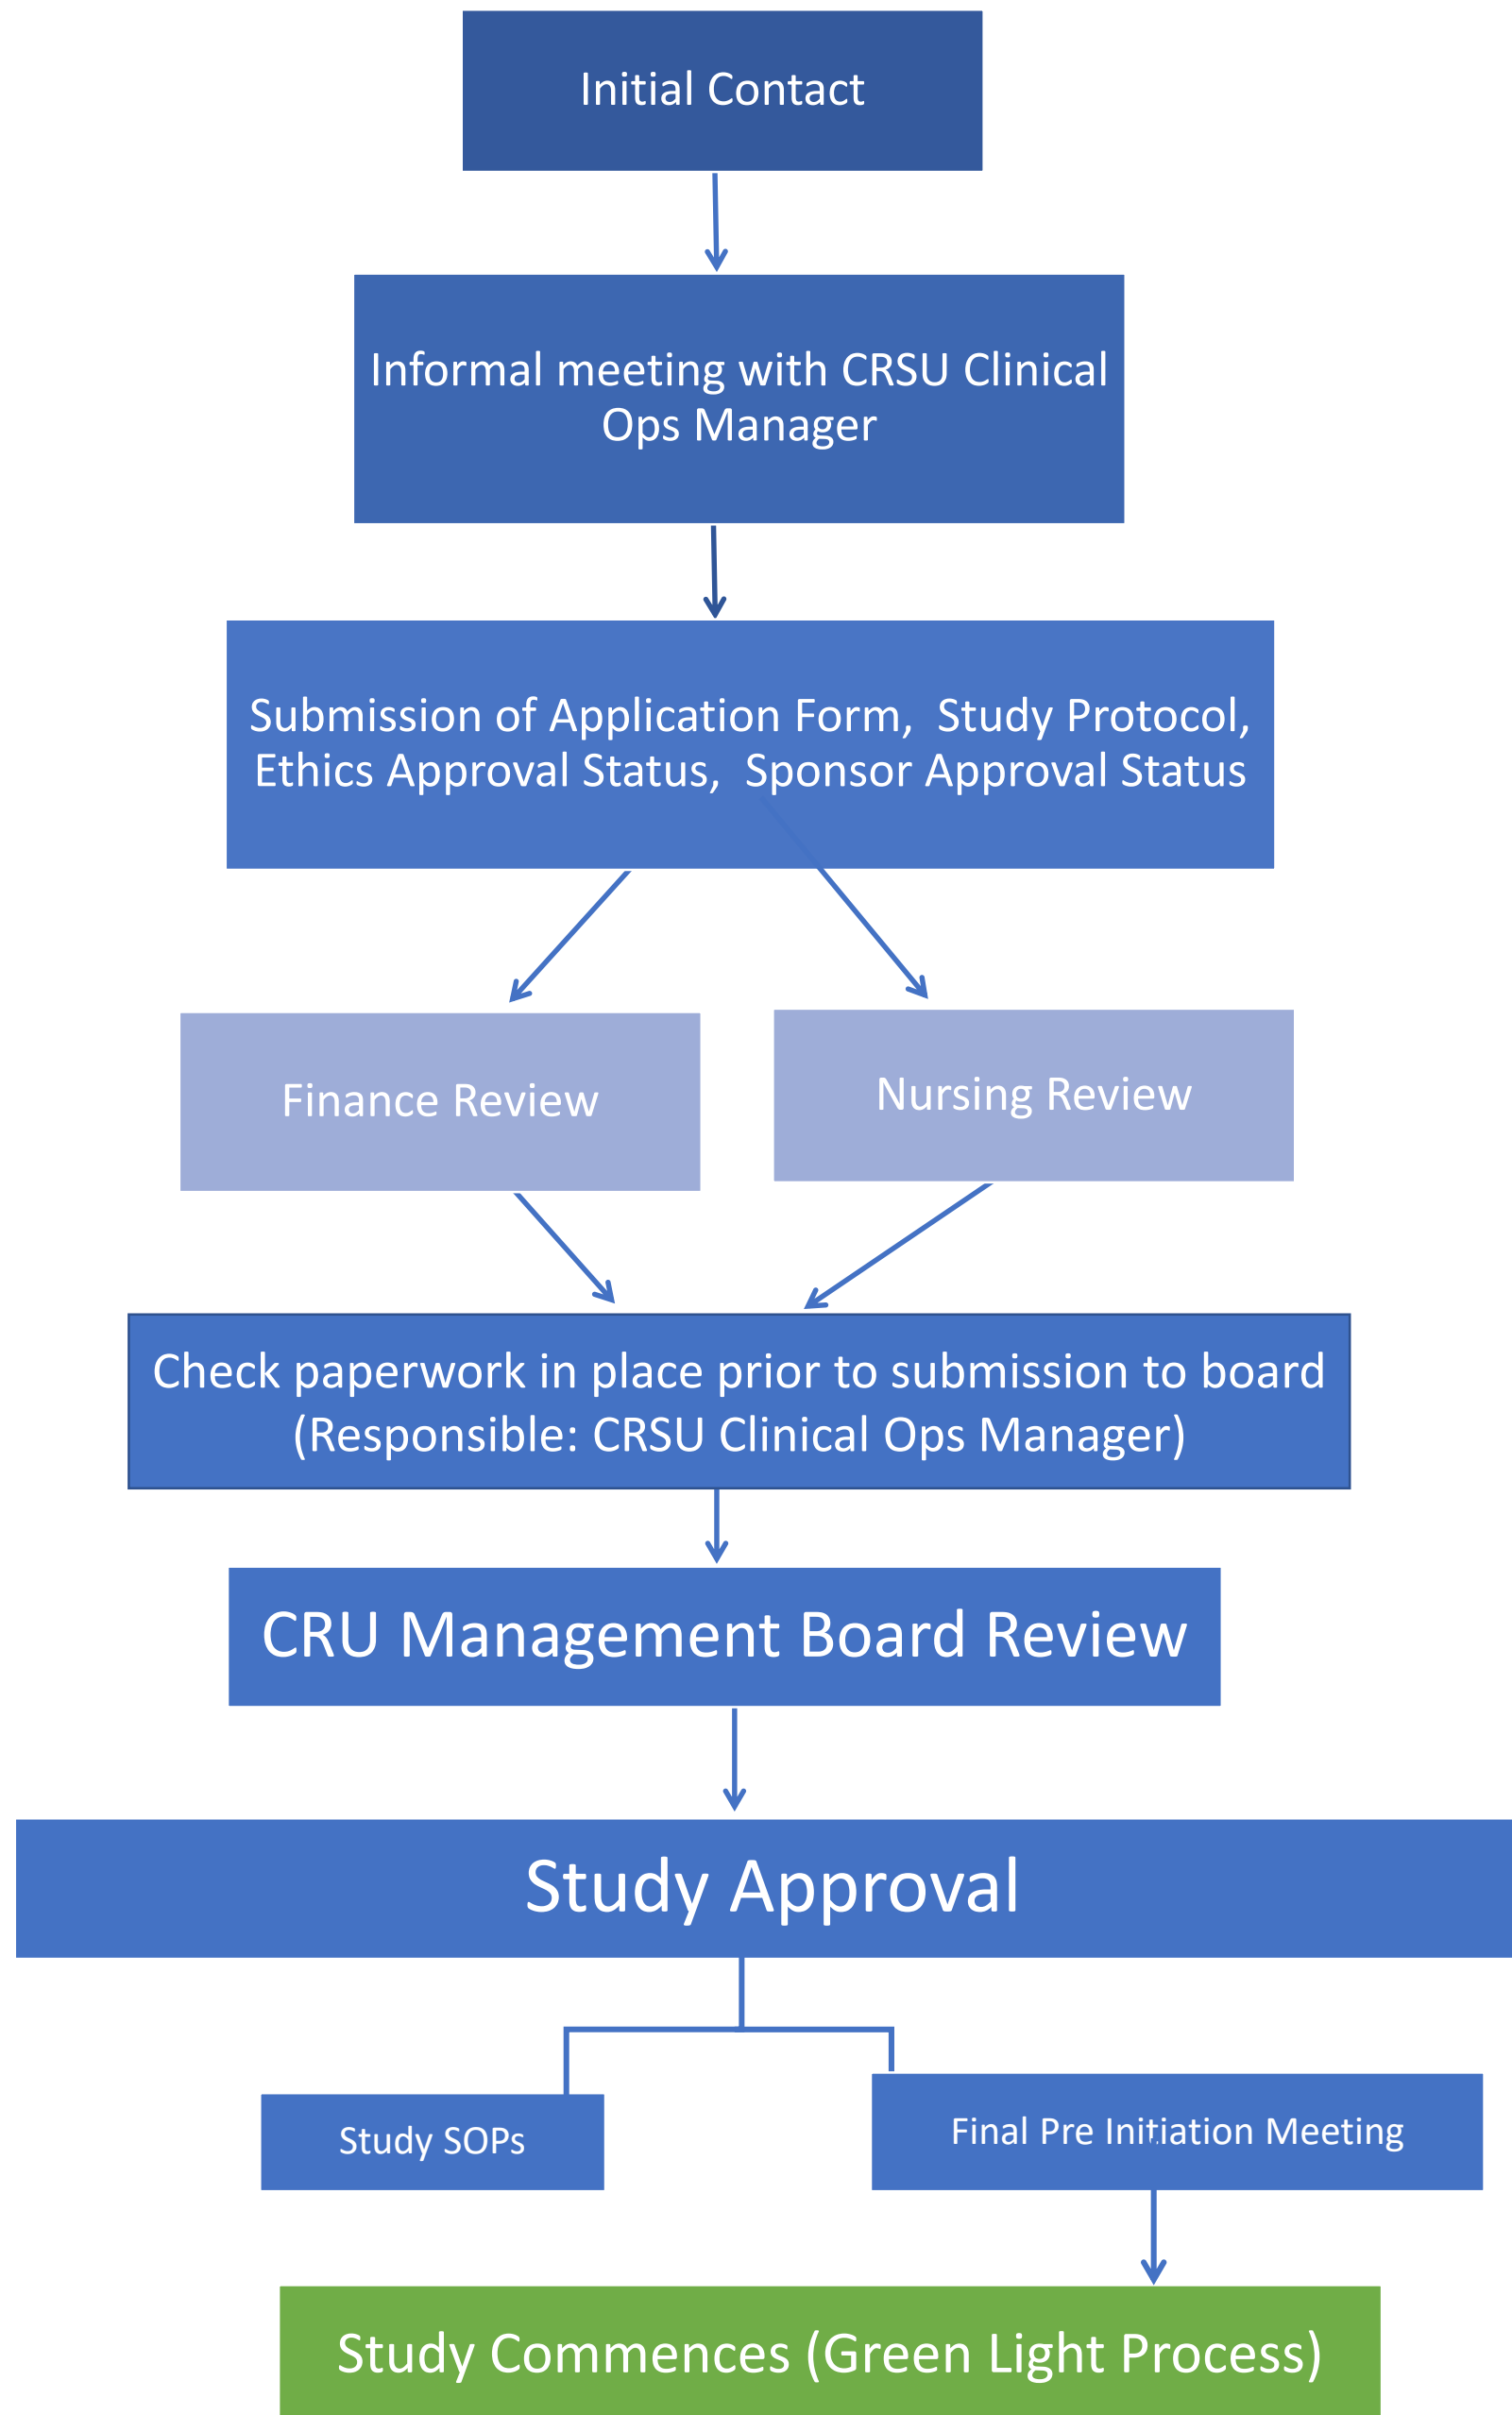 Initial Contact
Informal meeting with CRSU Clinical
Ops Manager
Submission of Application Form,  Study Protocol,
Ethics Approval Status,  Sponsor Approval Status
Finance Review
Nursing Review
Check paperwork in place prior to submission to board
(Responsible: CRSU Clinical Ops Manager)
CRU Management Board Review
Study Approval
Study SOPs
Final Pre Initiation Meeting
Study Commences (Green Light Process)